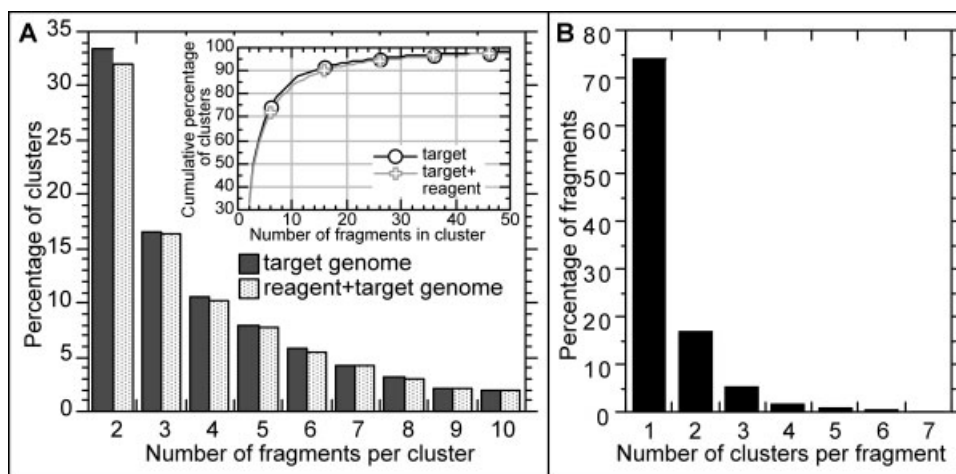 A
35
30
25
20
15
10
5
0
Percentage of clusters
2 3 4 5 6 7 8 9 10
Number of fragments per cluster
100
90
80
70
60
50
40
30
Cumulative percentage
of clusters
0 10 20 30 40 50
Number of fragments in cluster
target
target+
reagent
target genome
reagent+target genome
B
80
70
60
50
40
30
20
10
0
Percentage of fragments
1 2 3 4 5 6 7
Number of clusters per fragment